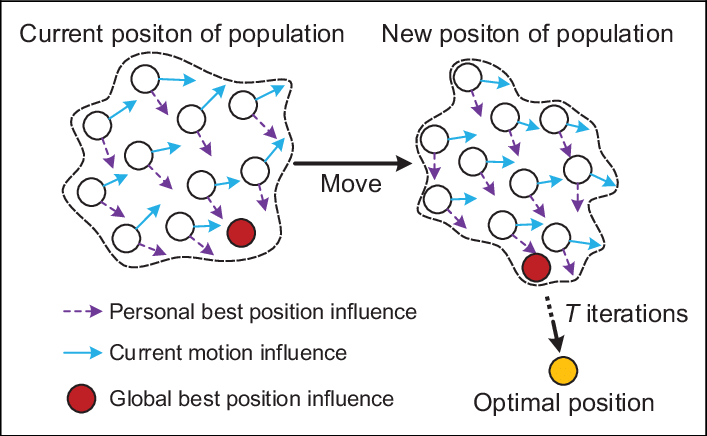 Current positon of population
New positon of population
Move
Personal best position influence
Current motion influence
Global best position influence
T iterations
Optimal position